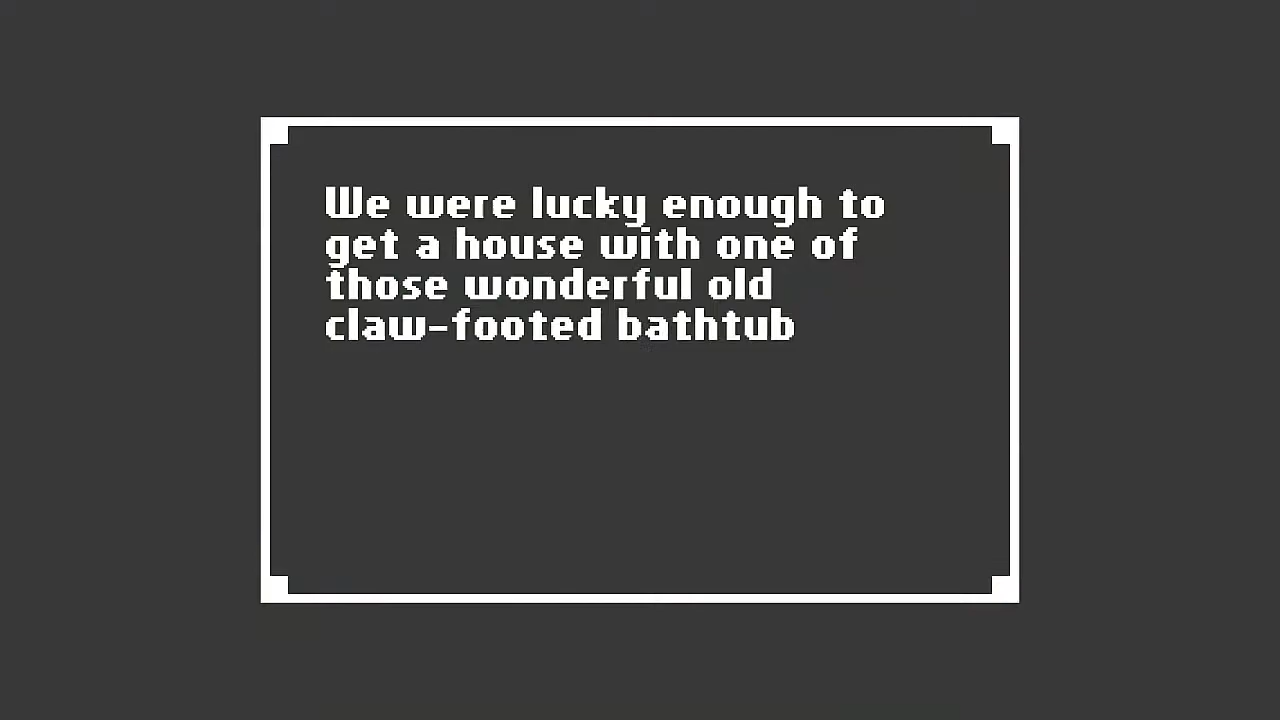 We were lucky enough to
get a house with one of
those wonderful old
claw-footed bathtub